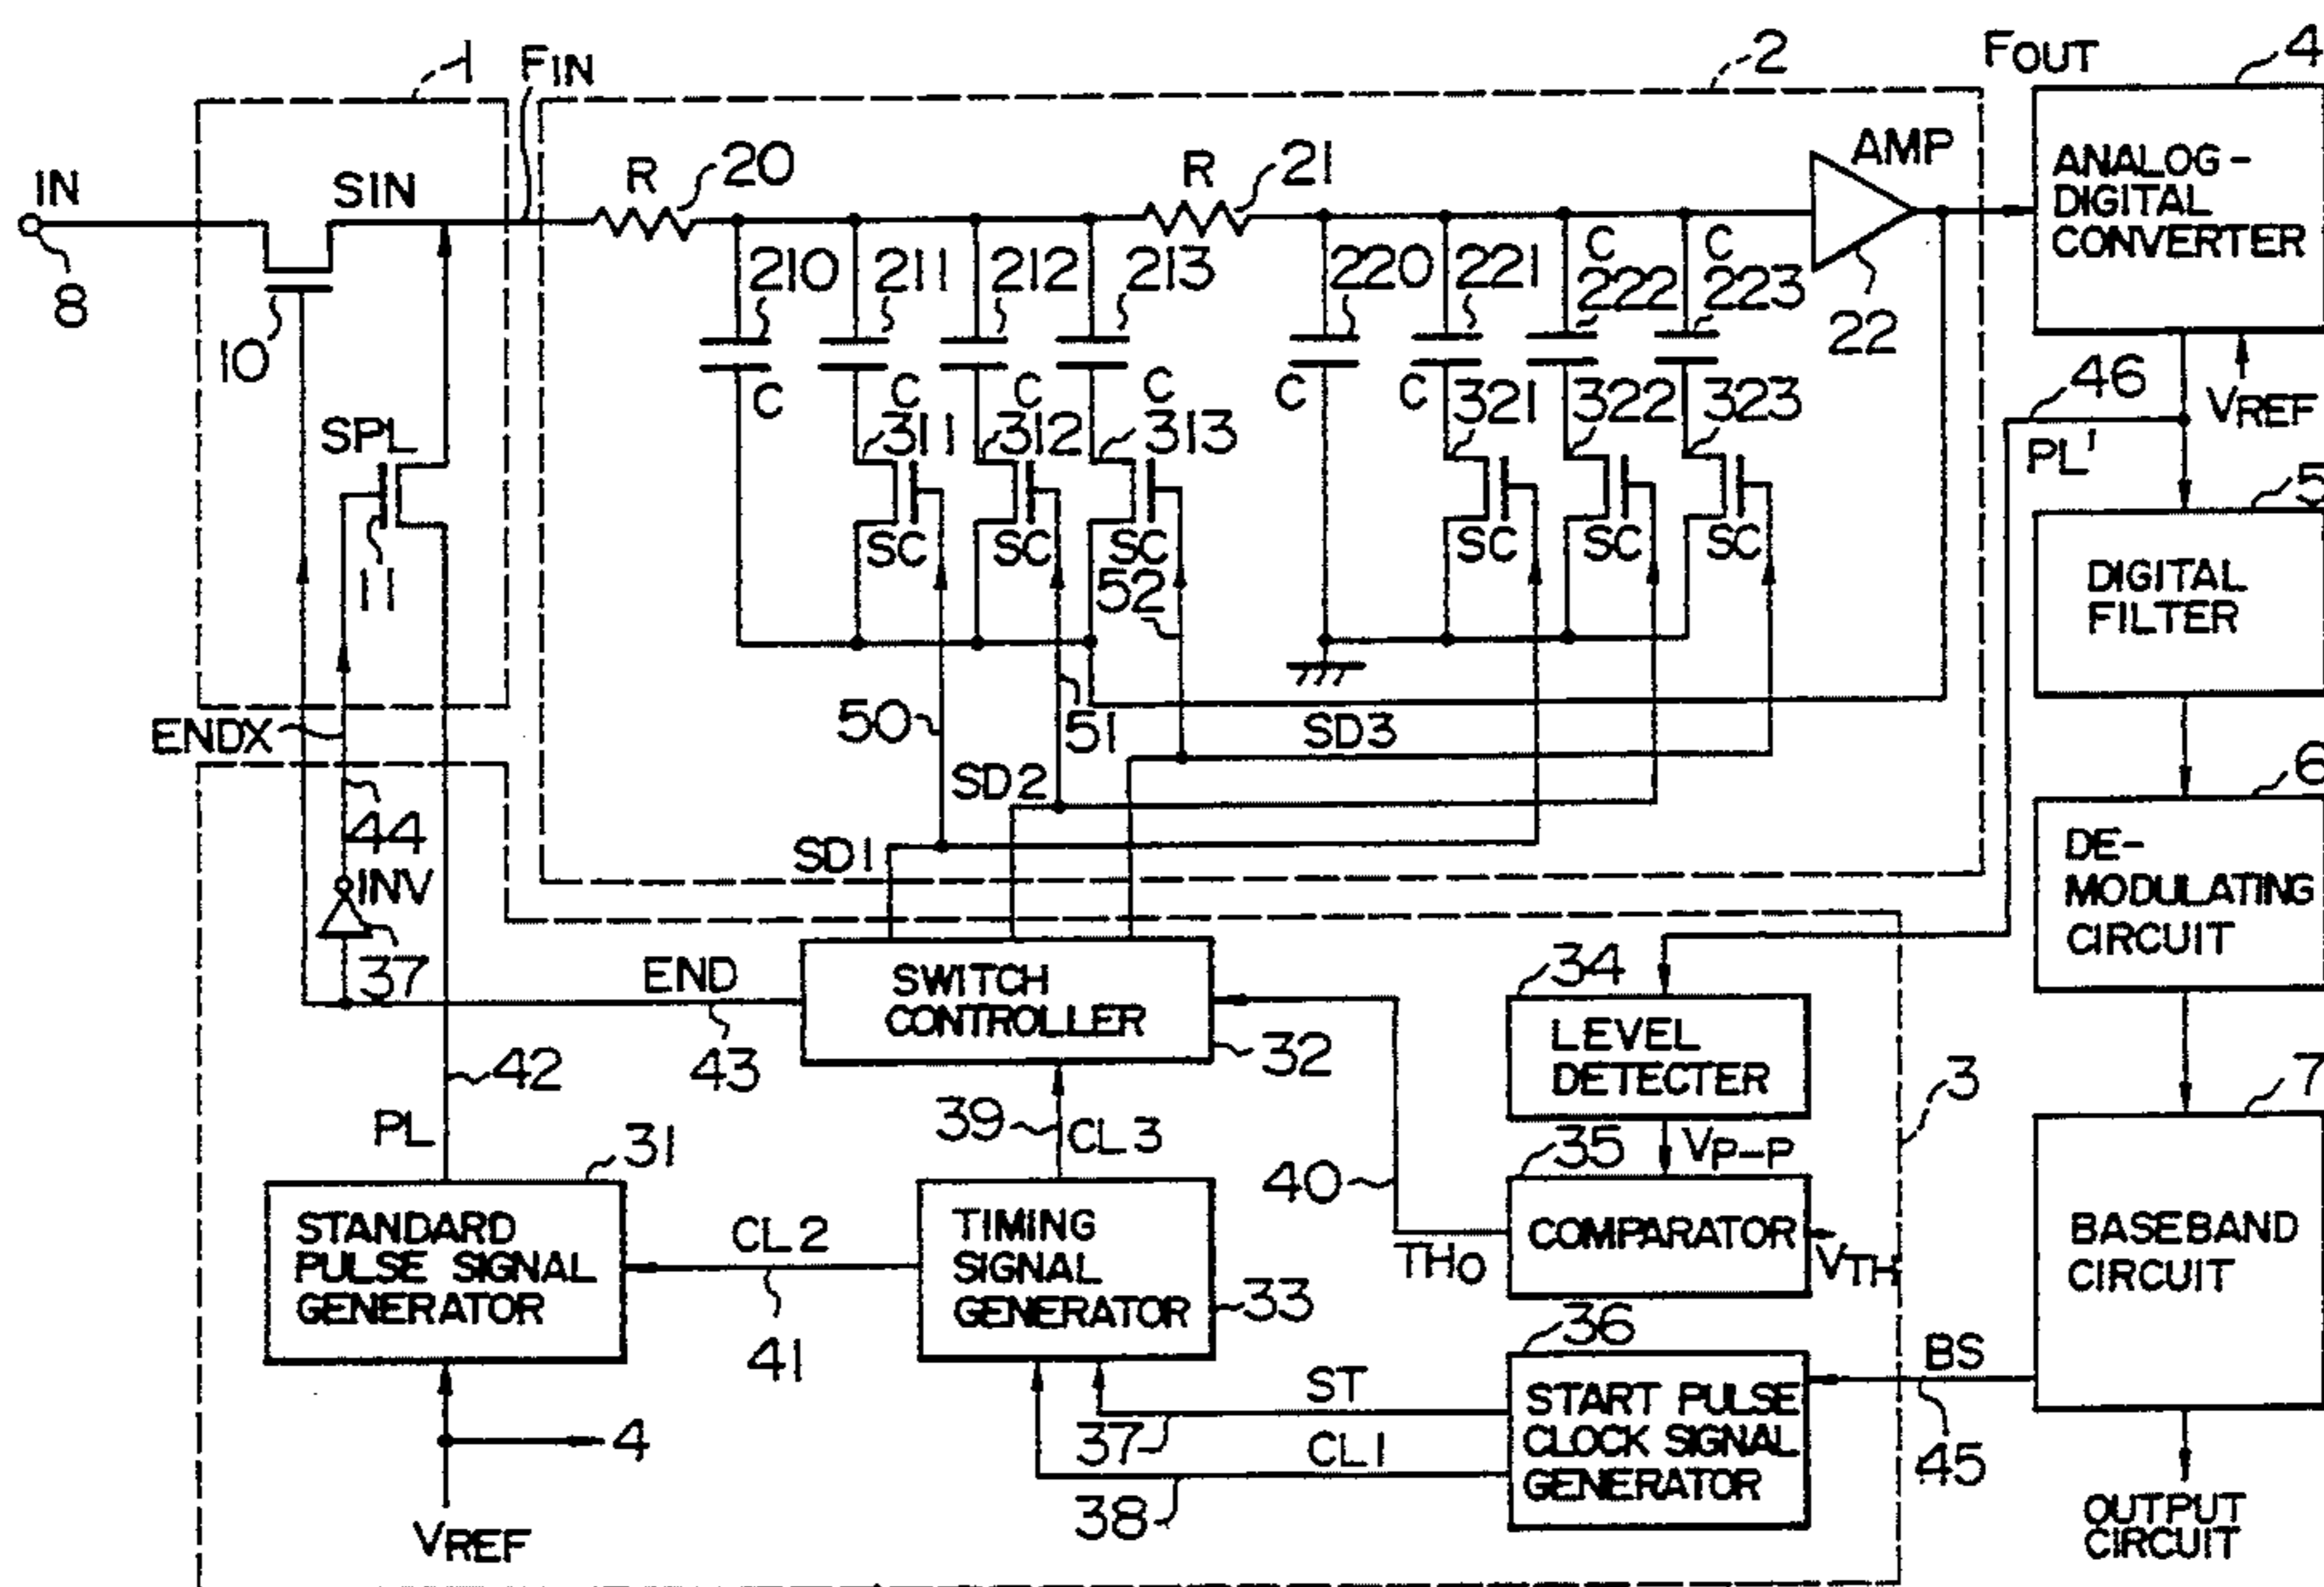 1
FIN
2
FOUT
4
IN
SIN
R
20
R
21
AMP
ANALOG-
DIGITAL
CONVERTER
8
10
210
211
212
213
220
221
C
222
C
223
22
C
C
C
C
C
C
46
VREF
SPL
311
312
313
321
322
323
PL'
5
11
SC
SC
SC
SC
SC
SC
52
DIGITAL
FILTER
ENDX
50
51
SD3
6
SD2
44
SD1
INV
DE-
MODULATING
CIRCUIT
37
END
SWITCH
CONTROLLER
34
LEVEL
DETECTER
43
32
3
7
42
39
CL3
PL
31
40
35
VP-P
STANDARD
PULSE SIGNAL
GENERATOR
CL2
TIMING
SIGNAL
GENERATOR
THO
COMPARATOR
VTH
BASEBAND
CIRCUIT
41
33
36
BS
ST
START PULSE
CLOCK SIGNAL
GENERATOR
4
37
CL1
45
38
VREF
OUTPUT
CIRCUIT